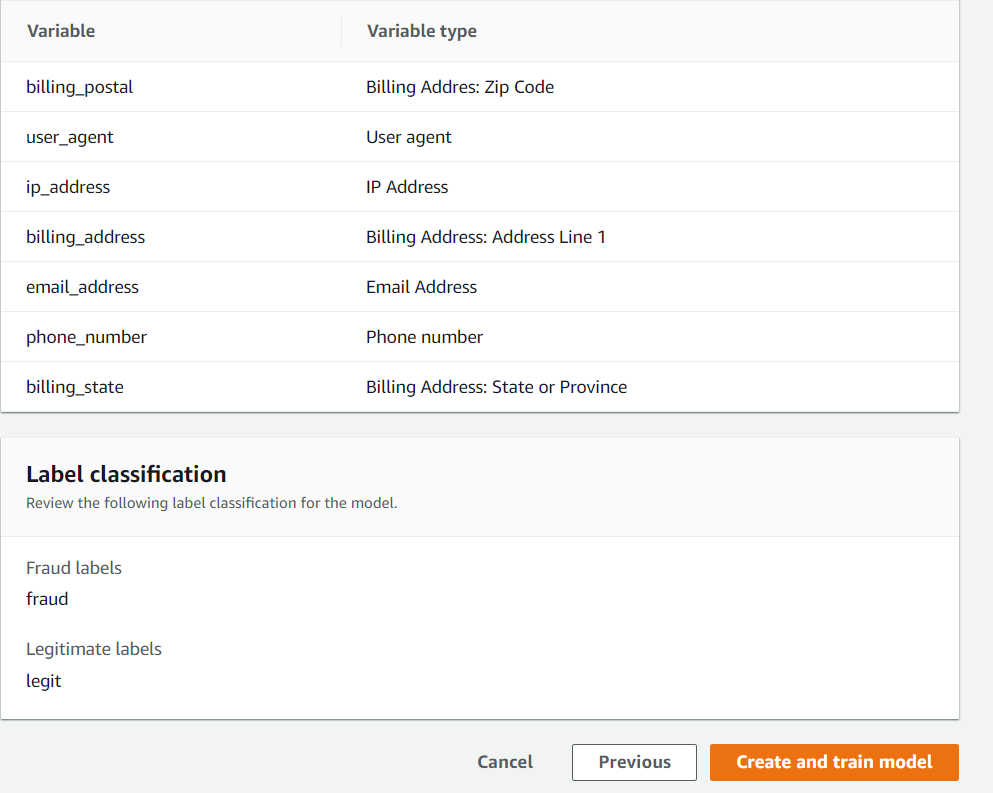 Variable Variable type
billing_postal Billing Addres: Zip Code
user_agent User agent
ip_address IP Address
billing_address Billing Address: Address Line 1
email_address Email Address
phone_number Phone number
billing_state Billing Address: State or Province
Label classification
Review the following label classification for the model.
Fraud labels
fraud
Legitimate labels
legit
Cancel Previous Create and train model